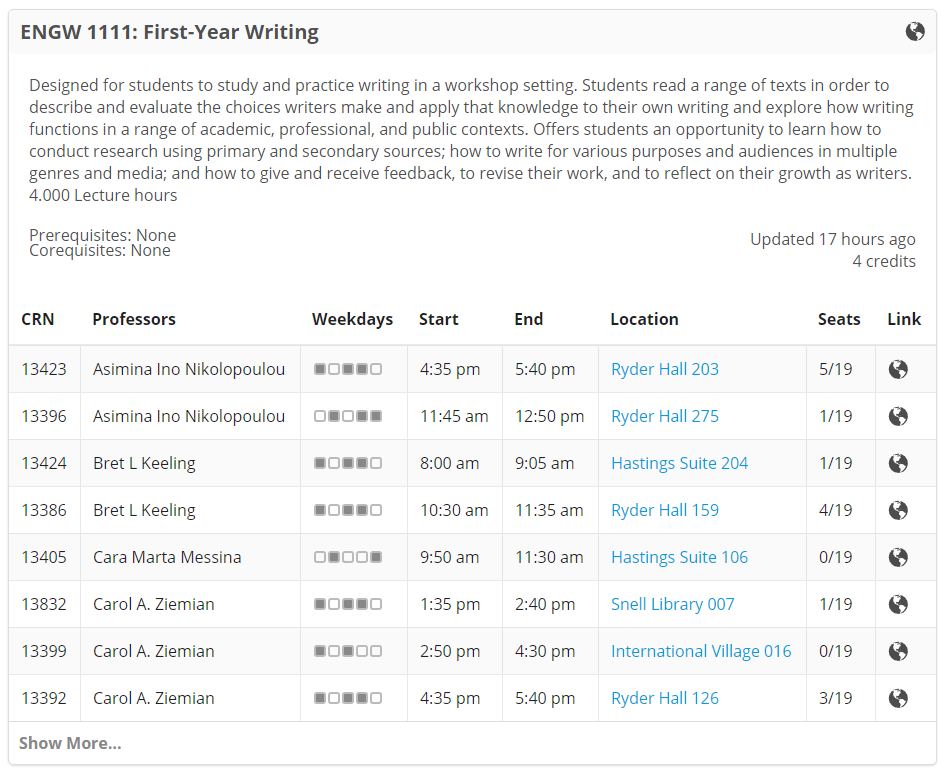 ENGW 1111: First-Year Writing
Designed for students to study and practice writing in a workshop setting. Students read a range of texts in order to
describe and evaluate the choices writers make and apply that knowledge to their own writing and explore how writing
functions in a range of academic, professional, and public contexts. Offers students an opportunity to learn how to
conduct research using primary and secondary sources; how to write for various purposes and audiences in multiple
genres and media; and how to give and receive feedback, to revise their work, and to reflect on their growth as writers.
4.000 Lecture hours
Prerequisites: None
Corequisites: None
Updated 17 hours ago
4 credits
CRN Professors Weekdays Start End Location Seats Link
13423 Asimina Ino Nikolopoulou 4:35 pm 5:40 pm Ryder Hall 203 5/19
13396 Asimina Ino Nikolopoulou 11:45 am 12:50 pm Ryder Hall 275 1/19
13424 Bret L Keeling 8:00 am 9:05 am Hastings Suite 204 1/19
13386 Bret L Keeling 10:30 am 11:35 am Ryder Hall 159 4/19
13405 Cara Marta Messina 9:50 am 11:30 am Hastings Suite 106 0/19
13832 Carol A. Ziemian 1:35 pm 2:40 pm Snell Library 007 1/19
13399 Carol A. Ziemian 2:50 pm 4:30 pm International Village 016 0/19
13392 Carol A. Ziemian 4:35 pm 5:40 pm Ryder Hall 126 3/19
Show More...